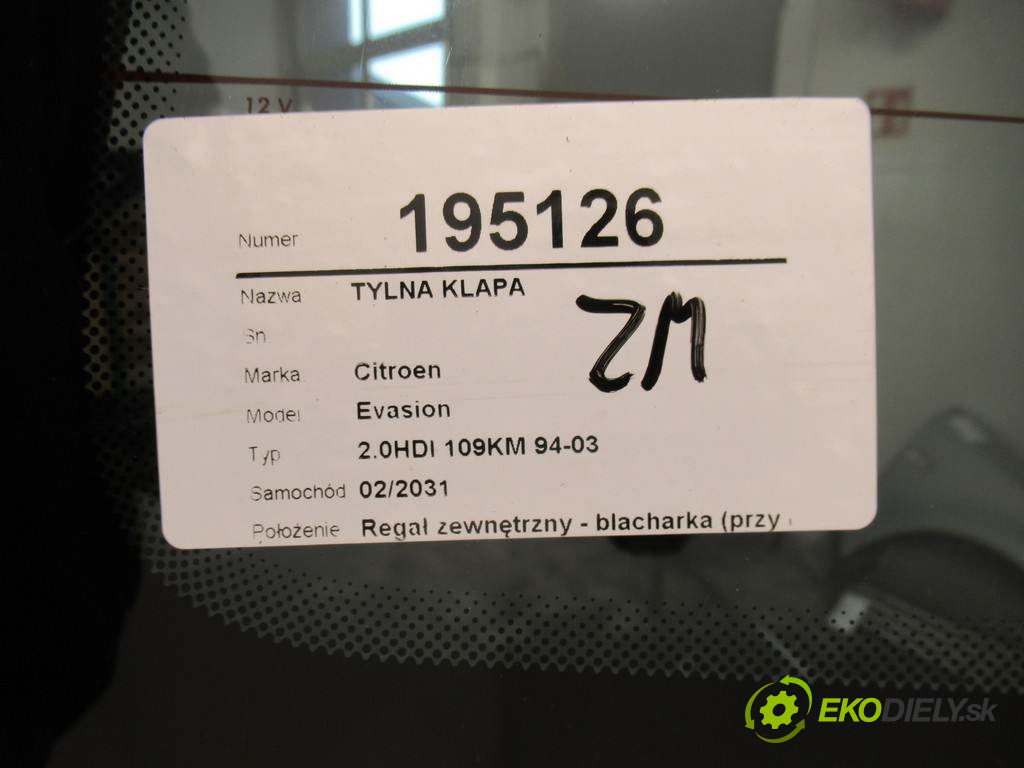 12 V
Numer 195126
Nazwa TYLNA KLAPA
Sn
ZM
Marka Citroen
Model Evasion
Typ 2.0HDI 109KM 94-03
Samochód 02/2031
Położenie Regał zewnętrzny - blacharka (przy
EKODIELY.sk